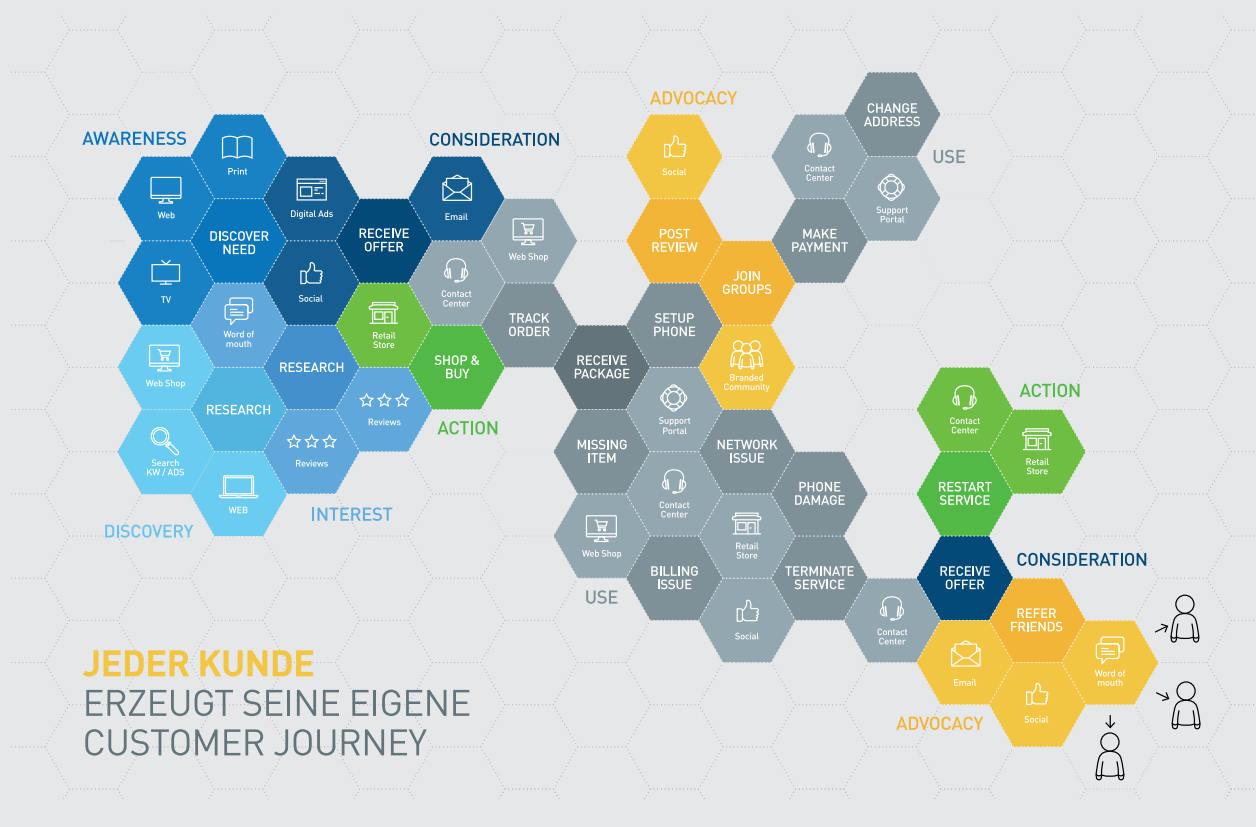 ADVOCACY
CHANGE
ADDRESS
AWARENESS
CONSIDERATION
Print
Social
Contact
Center
USE
Web
Digital Ads
Email
Support
Portal
DISCOVER
NEED
RECEIVE
OFFER
Web Shop
POST
REVIEW
MAKE
PAYMENT
TV
Social
Contact
Center
JOIN
GROUPS
Word of
mouth
Retail
Store
TRACK
ORDER
SETUP
PHONE
Web Shop
RESEARCH
SHOP &
BUY
RECEIVE
PACKAGE
Branded
Community
RESEARCH
Reviews
ACTION
Support
Portal
Contact
Center
ACTION
Search
KW / ADS
Reviews
MISSING
ITEM
NETWORK
ISSUE
Retail
Store
WEB
INTEREST
DISCOVERY
Contact
Center
PHONE
DAMAGE
RESTART
SERVICE
Web Shop
Retail
Store
USE
BILLING
ISSUE
TERMINATE
SERVICE
RECEIVE
OFFER
CONSIDERATION
Social
Contact
Center
REFER
FRIENDS
Email
Word of
mouth
ADVOCACY
Social
JEDER KUNDE
ERZEUGT SEINE EIGENE
CUSTOMER JOURNEY